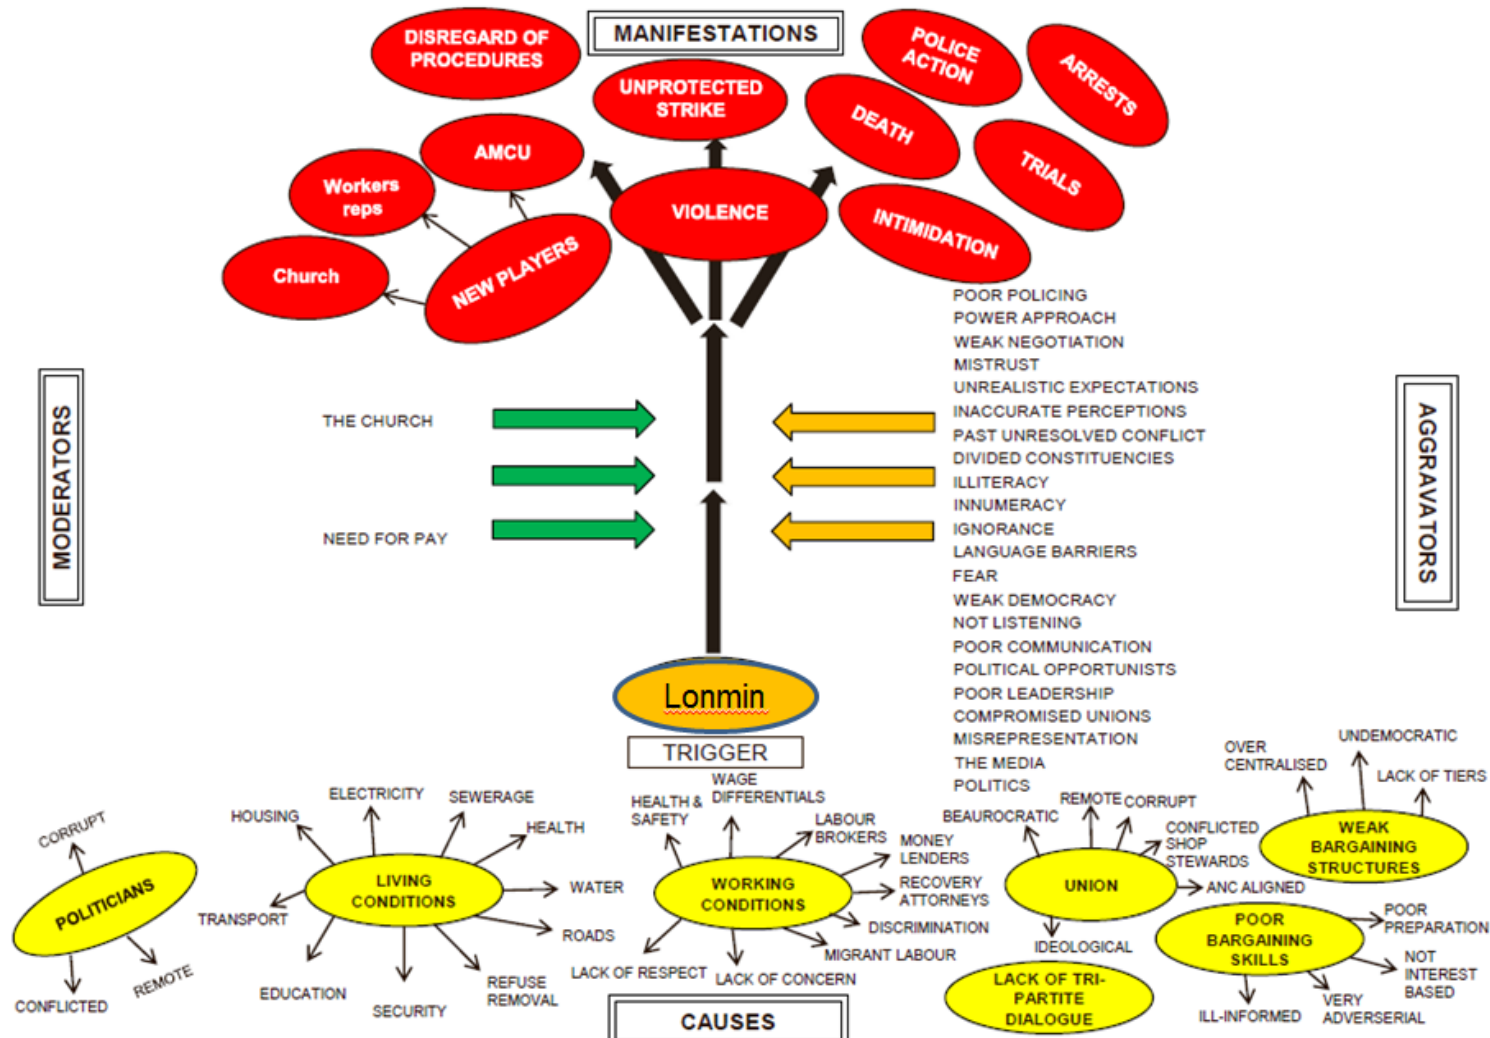 MANIFESTATIONS
DISREGARD OF
PROCEDURES
UNPROTECTED
STRIKE
POLICE
ACTION
ARRESTS
DEATH
TRIALS
AMCU
Workers
reps
VIOLENCE
INTIMIDATION
Church
NEW PLAYERS
MODERATORS
THE CHURCH
NEED FOR PAY
POOR POLICING
POWER APPROACH
WEAK NEGOTIATION
MISTRUST
UNREALISTIC EXPECTATIONS
INACCURATE PERCEPTIONS
PAST UNRESOLVED CONFLICT
DIVIDED CONSTITUENCIES
ILLITERACY
INNUMERACY
IGNORANCE
LANGUAGE BARRIERS
FEAR
WEAK DEMOCRACY
NOT LISTENING
POOR COMMUNICATION
POLITICAL OPPORTUNISTS
POOR LEADERSHIP
COMPROMISED UNIONS
MISREPRESENTATION
THE MEDIA
POLITICS
AGGRAVATORS
Lonmin
TRIGGER
CORRUPT
POLITICIANS
CONFLICTED
REMOTE
HOUSING
ELECTRICITY
SEWERAGE
HEALTH
LIVING
CONDITIONS
WATER
TRANSPORT
ROADS
EDUCATION
SECURITY
REFUSE
REMOVAL
HEALTH &
SAFETY
WAGE
DIFFERENTIALS
LABOUR
BROKERS
MONEY
LENDERS
WORKING
CONDITIONS
RECOVERY
ATTORNEYS
DISCRIMINATION
MIGRANT LABOUR
LACK OF RESPECT
LACK OF CONCERN
BEAUROCRATIC
REMOTE
CORRUPT
CONFLICTED
SHOP
STEWARDS
UNION
ANC ALIGNED
IDEOLOGICAL
OVER
CENTRALISED
UNDEMOCRATIC
LACK OF TIERS
WEAK
BARGAINING
STRUCTURES
POOR
BARGAINING
SKILLS
POOR
PREPARATION
NOT
INTEREST
BASED
VERY
ADVERSERIAL
ILL-INFORMED
LACK OF TRI-
PARTITE
DIALOGUE
CAUSES